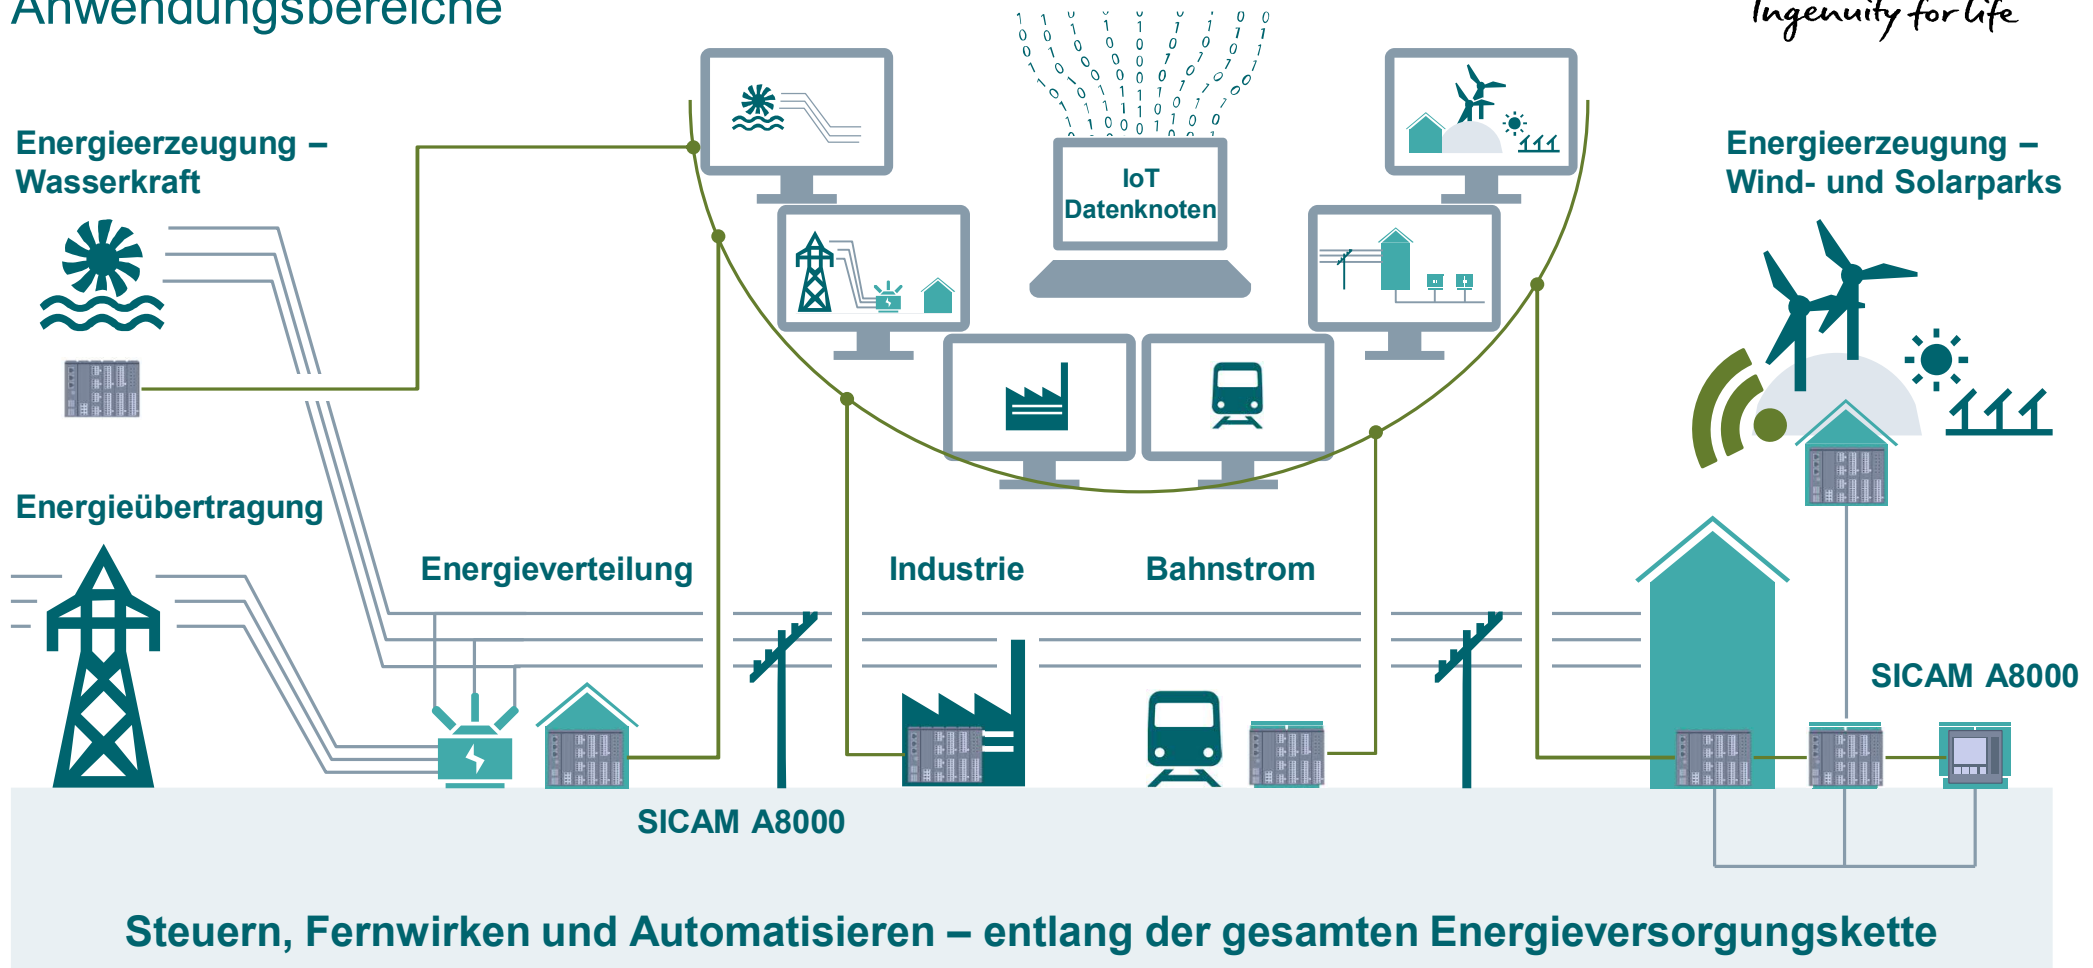 Anwendungsbereiche
Ingenuity for life
Energieerzeugung –
Wasserkraft
IoT
Datenknoten
Energieerzeugung –
Wind- und Solarparks
Energieübertragung
Energieverteilung
Industrie
Bahnstrom
SICAM A8000
SICAM A8000
Steuern, Fernwirken und Automatisieren – entlang der gesamten Energieversorgungskette